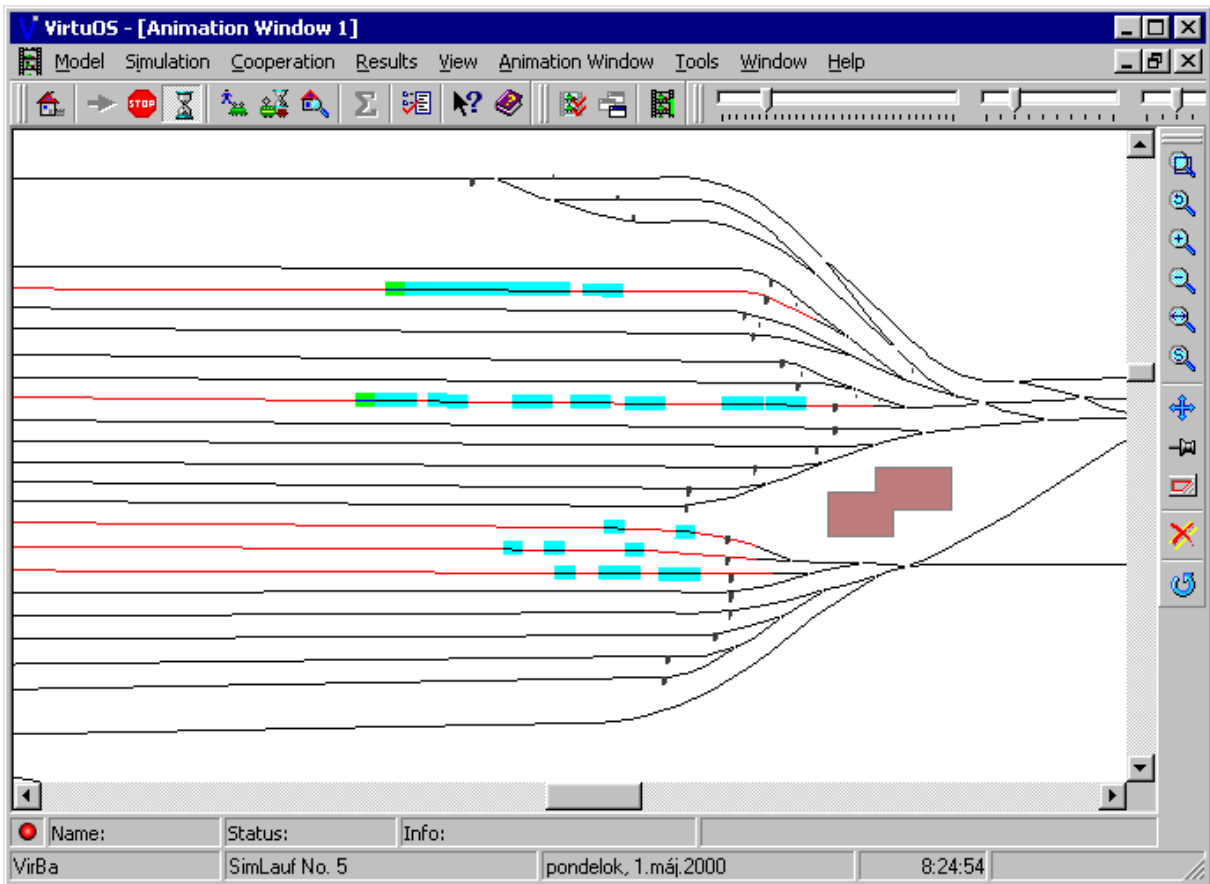 VirtuOS - [Animation Window 1]
Model Simulation Cooperation Results View Animation Window Tools Window Help
STOP
Name: Status: Info:
VirBa SimLauf No. 5 pondelok, 1.máj.2000 8:24:54